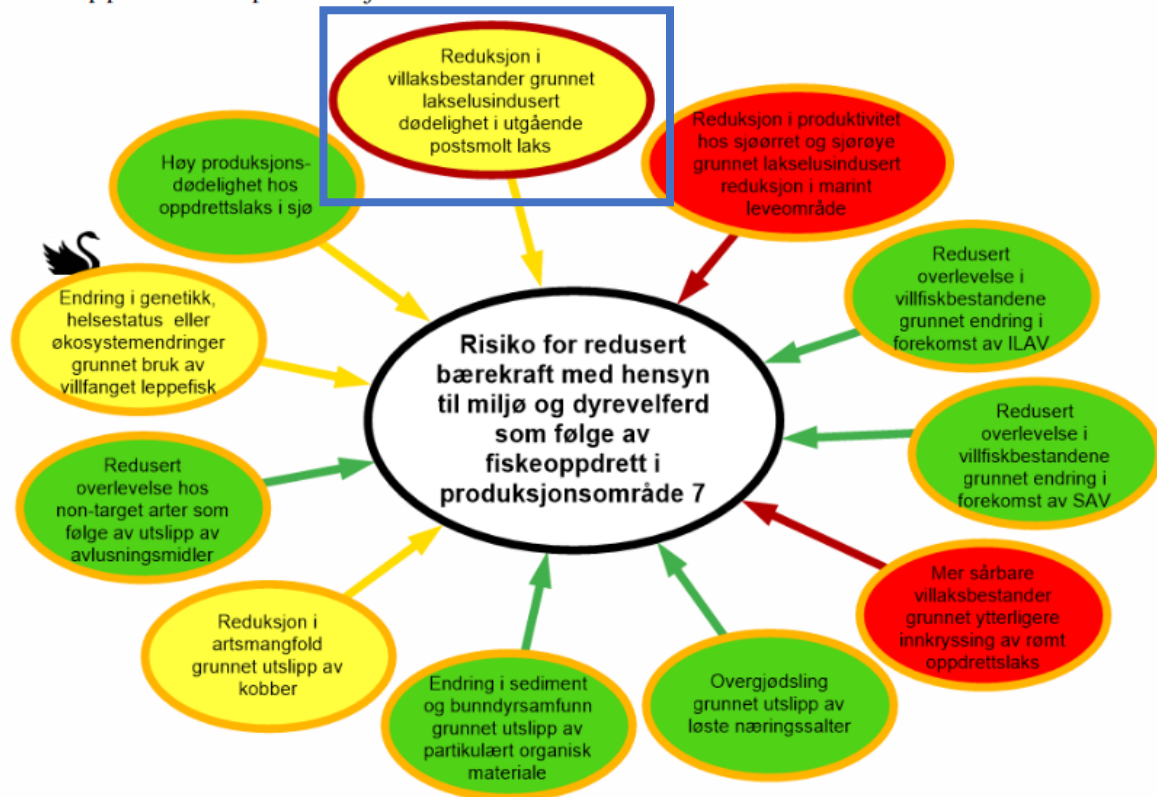 Reduksjon i
villaksbestander grunnet
lakselusindusert
dødelighet i utgående
postsmolt laks
Reduksjon i produktivitet
hos sjøørret og sjørøye
grunnet lakselusindusert
reduksjon i marint
leveområde
Høy produksjons-
dødelighet hos
oppdrettslaks i sjø
Redusert
overlevelse i
villfiskbestandene
grunnet endring i
forekomst av ILAV
Endring i genetikk,
helsestatus eller
økosystemendringer
grunnet bruk av
villfanget leppefisk
Risiko for redusert
bærekraft med hensyn
til miljø og dyrevelferd
som følge av
fiskeoppdrett i
produksjonsområde 7
Redusert
overlevelse i
villfiskbestandene
grunnet endring i
forekomst av SAV
Redusert
overlevelse hos
non-target arter som
følge av utslipp av
avlusningsmidler
Mer sårbare
villaksbestander
grunnet ytterligere
innkryssing av rømt
oppdrettslaks
Reduksjon i
artsmangfold
grunnet utslipp av
kobber
Endring i sediment
og bunndyrsamfunn
grunnet utslipp av
partikulært organisk
materiale
Overgjødsling
grunnet utslipp av
løste næringssalter